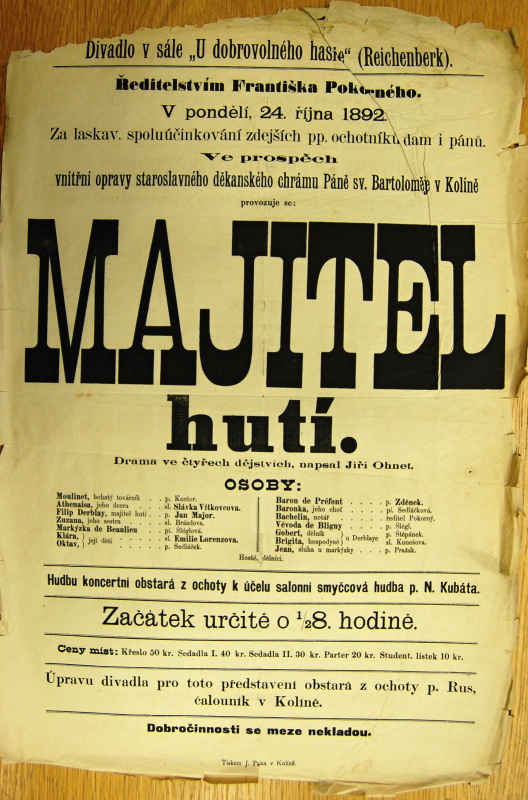 Divadlo v sále „U dobrovolného hasiče“ (Reichenberk).
Ředitelstvím Františka Pokorného.
V pondělí, 24. října 1892.
Za laskav. spoluúčinkování zdejších pp. ochotníků dam i pánů.
Ve prospěch
vnitřní opravy staroslavného děkanského chrámu Páně sv. Bartoloměje v Kolíně
provozuje se:
MAJITEL
hutí.
Drama ve čtyřech dějstvích, napsal Jiří Ohnet.
OSOBY:
Moulinet, bohatý továrník . . p. Kantor.
Athenaisa, jeho dcera . . sl. Slávka Vítkovcova.
Filip Derblay, majitel hutí . . p. Jan Major.
Zuzana, jeho sestra . . sl. Brázdova.
Markýzka de Beaulieu . . pí. Šléglová.
Klára, } její děti . . sl. Emilie Lorenzova.
Oktav, } . . p. Sedláček.
Baron de Préfont . . . . p. Zdének.
Baronka, jeho choť . . . pí. Sedláčková.
Bachelin, notář . . . . ředitel Pokorný.
Vévoda de Bligny . . . . p. Šlégl.
Gobert, dělník } u Derblaye p. Štěpánek.
Brigita, hospodyně } sl. Kunešova.
Jean, sluha u markýzky . . p. Pražák.
Hosté, dělníci.
Hudbu koncertní obstará z ochoty k účelu salonní smyčcová hudba p. N. Kubáta.
Začátek určitě o ½8. hodině.
Ceny míst: Křeslo 50 kr. Sedadla I. 40 kr. Sedadla II. 30 kr. Parter 20 kr. Student. lístek 10 kr.
Úpravu divadla pro toto představení obstará z ochoty p. Rus,
čalouník v Kolíně.
Dobročinnosti se meze nekladou.
Tiskem J. Paka v Kolíně.